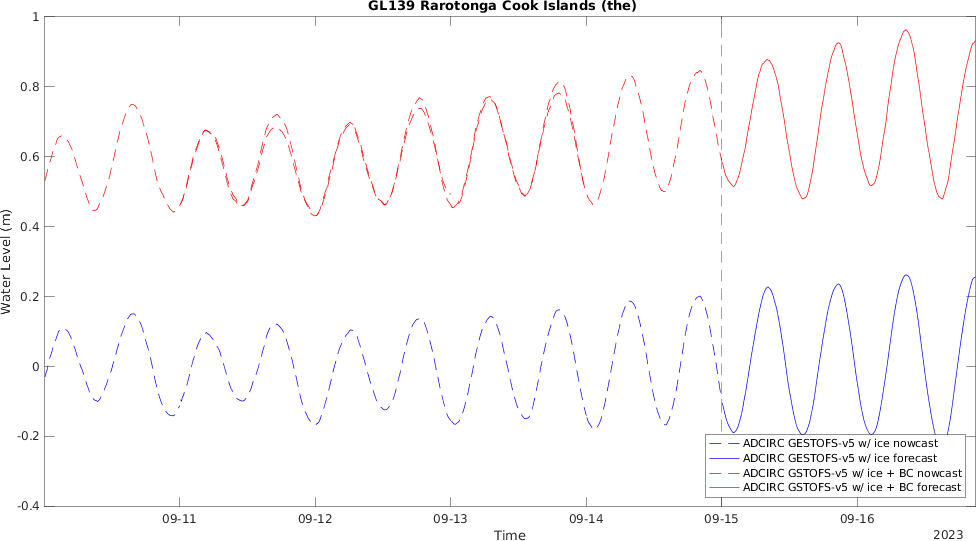 GL139 Rarotonga Cook Islands (the)
1
0.8
0.6
0.4
0.2
0
-0.2
-0.4
Water Level (m)
09-11 09-12 09-13 09-14 09-15 09-16
Time
2023
ADCIRC GESTOFS-v5 w/ ice nowcast
ADCIRC GESTOFS-v5 w/ ice forecast
ADCIRC GSTOFS-v5 w/ ice + BC nowcast
ADCIRC GSTOFS-v5 w/ ice + BC forecast